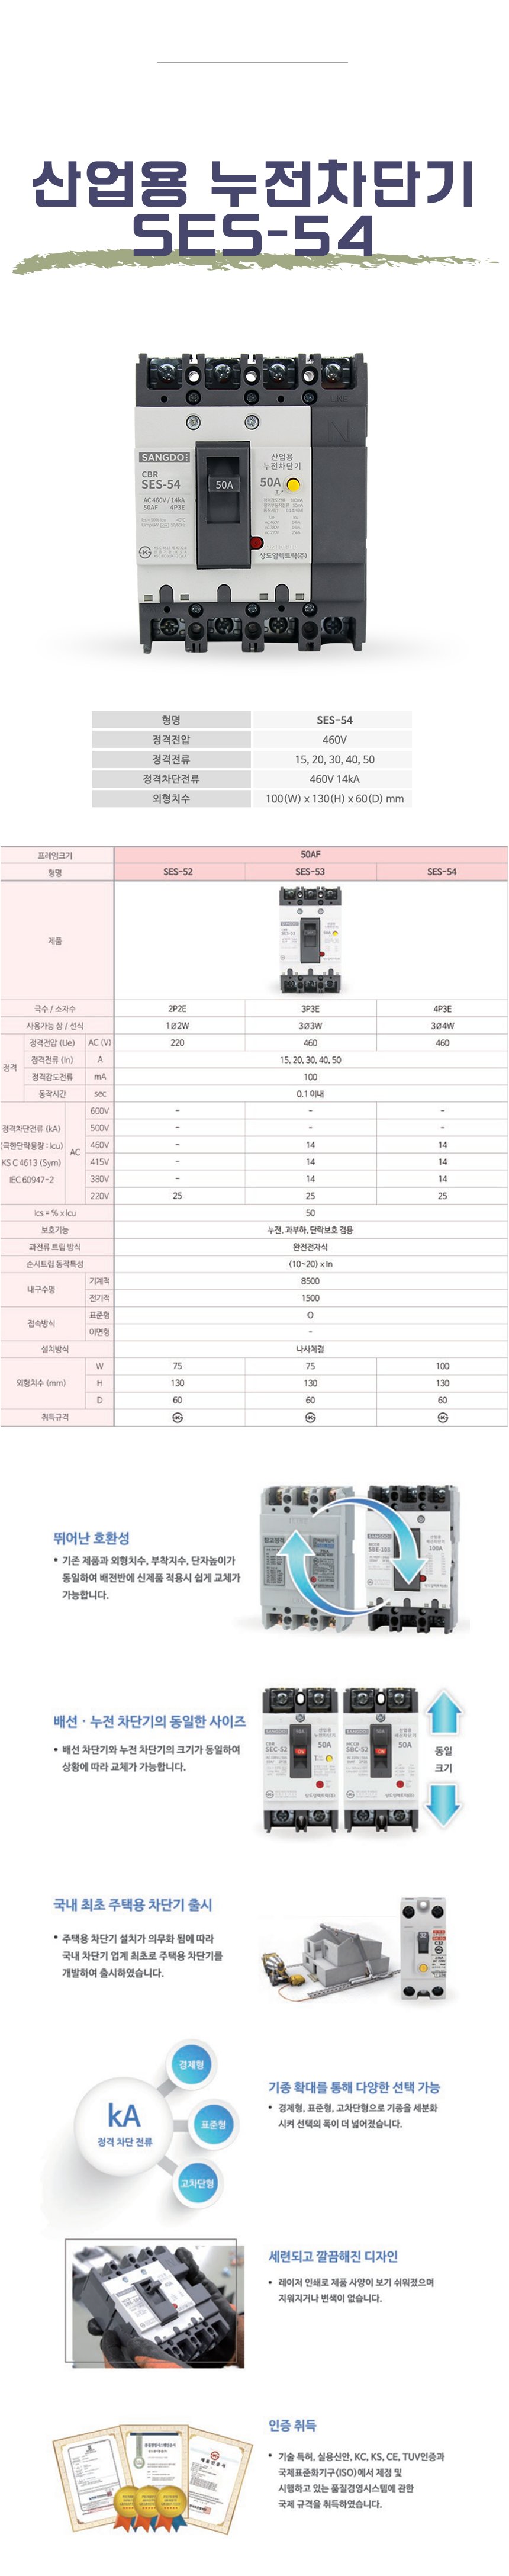 산업용 누전차단기
SES-54
SANGDO
CBR
SES-54
AC 460V / 14kA
50AF 4P3E
50A
산업용
누전차단기
50A
상도일렉트릭(주)
형명 SES-54
정격전압 460V
정격전류 15, 20, 30, 40, 50
정격차단전류 460V 14kA
외형치수 100(W) x 130(H) x 60(D) mm
프레임크기 50AF
형명 SES-52 SES-53 SES-54
제품
극수 / 소자수 2P2E 3P3E 4P3E
사용가능 상 / 선식 1Ø2W 3Ø3W 3Ø4W
정격 정격전압 (Ue) AC (V) 220 460 460
정격전류 (In) A 15, 20, 30, 40, 50
정격감도전류 mA 100
동작시간 sec 0.1 이내
정격차단전류 (kA)
(극한단락용량 : Icu)
KS C 4613 (Sym)
IEC 60947-2
AC
600V - - -
500V - - -
460V - 14 14
415V - 14 14
380V - 14 14
220V 25 25 25
Ics = % x Icu 50
보호기능 누전, 과부하, 단락보호 겸용
과전류 트립 방식 완전전자식
순시트립 동작특성 (10~20) x In
내구수명 기계적 8500
전기적 1500
접속방식 표준형 O
이면형 -
설치방식 나사체결
외형치수 (mm) W 75 75 100
H 130 130 130
D 60 60 60
취득규격
뛰어난 호환성
• 기존 제품과 외형치수, 부착지수, 단자높이가
동일하여 배전반에 신제품 적용시 쉽게 교체가
가능합니다.
SANGDO
MCCB
SBE-103
100A
배선 · 누전 차단기의 동일한 사이즈
• 배선 차단기와 누전 차단기의 크기가 동일하여
상황에 따라 교체가 가능합니다.
SANGDO
CBR
SEC-52
50A
SANGDO
MCCB
SBC-52
50A
동일
크기
국내 최초 주택용 차단기 출시
• 주택용 차단기 설치가 의무화 됨에 따라
국내 차단기 업계 최초로 주택용 차단기를
개발하여 출시하였습니다.
kA
정격 차단 전류
경제형
표준형
고차단형
기종 확대를 통해 다양한 선택 가능
• 경제형, 표준형, 고차단형으로 기종을 세분화
시켜 선택의 폭이 더 넓어졌습니다.
세련되고 깔끔해진 디자인
• 레이저 인쇄로 제품 사양이 보기 쉬워졌으며
지워지거나 변색이 없습니다.
인증 취득
• 기술 특허, 실용신안, KC, KS, CE, TUV인증과
국제표준화기구(ISO)에서 제정 및
시행하고 있는 품질경영시스템에 관한
국제 규격을 취득하였습니다.